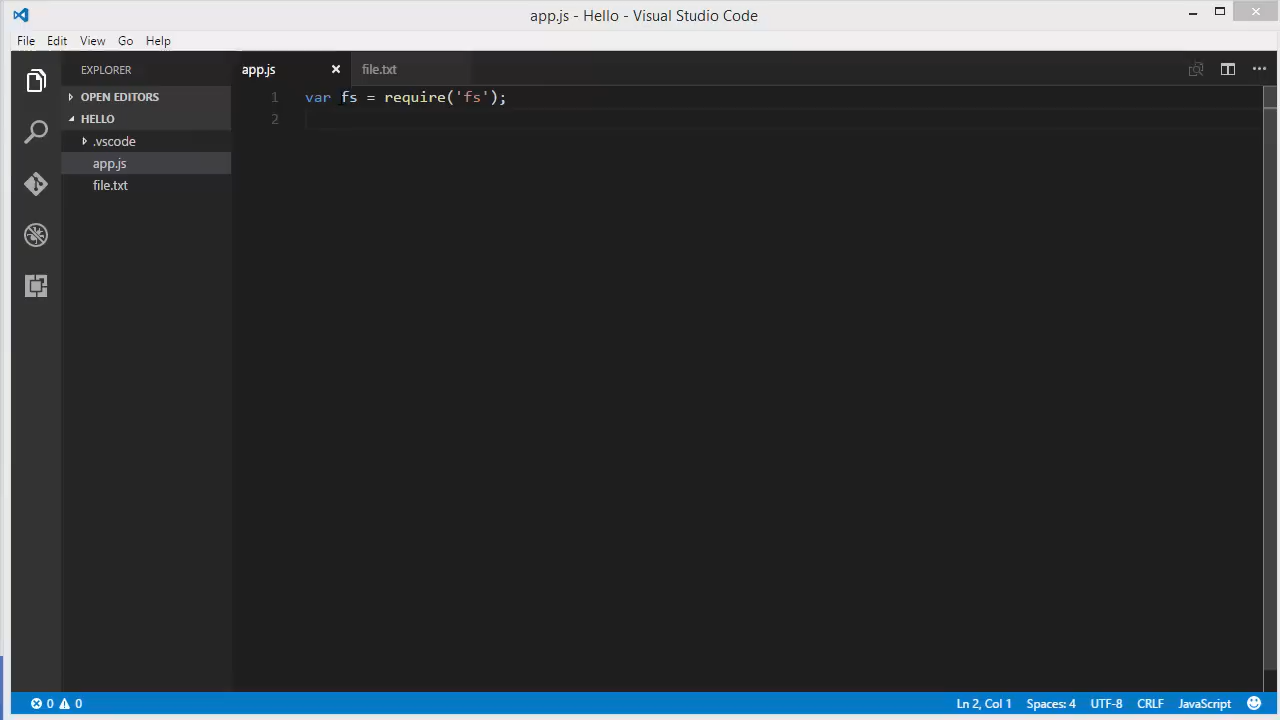 app.js - Hello - Visual Studio Code
File Edit View Go Help
EXPLORER
OPEN EDITORS
HELLO
.vscode
app.js
file.txt
app.js file.txt
1 var fs = require('fs');
2
0 0 Ln 2, Col 1 Spaces: 4 UTF-8 CRLF JavaScript